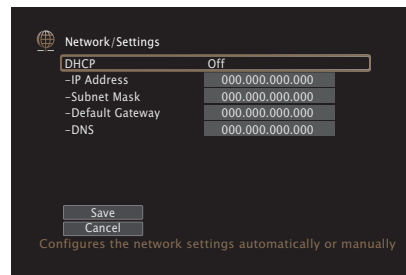 Network/Settings
DHCP Off
-IP Address 000.000.000.000
-Subnet Mask 000.000.000.000
-Default Gateway 000.000.000.000
-DNS 000.000.000.000
Save
Cancel
Configures the network settings automatically or manually